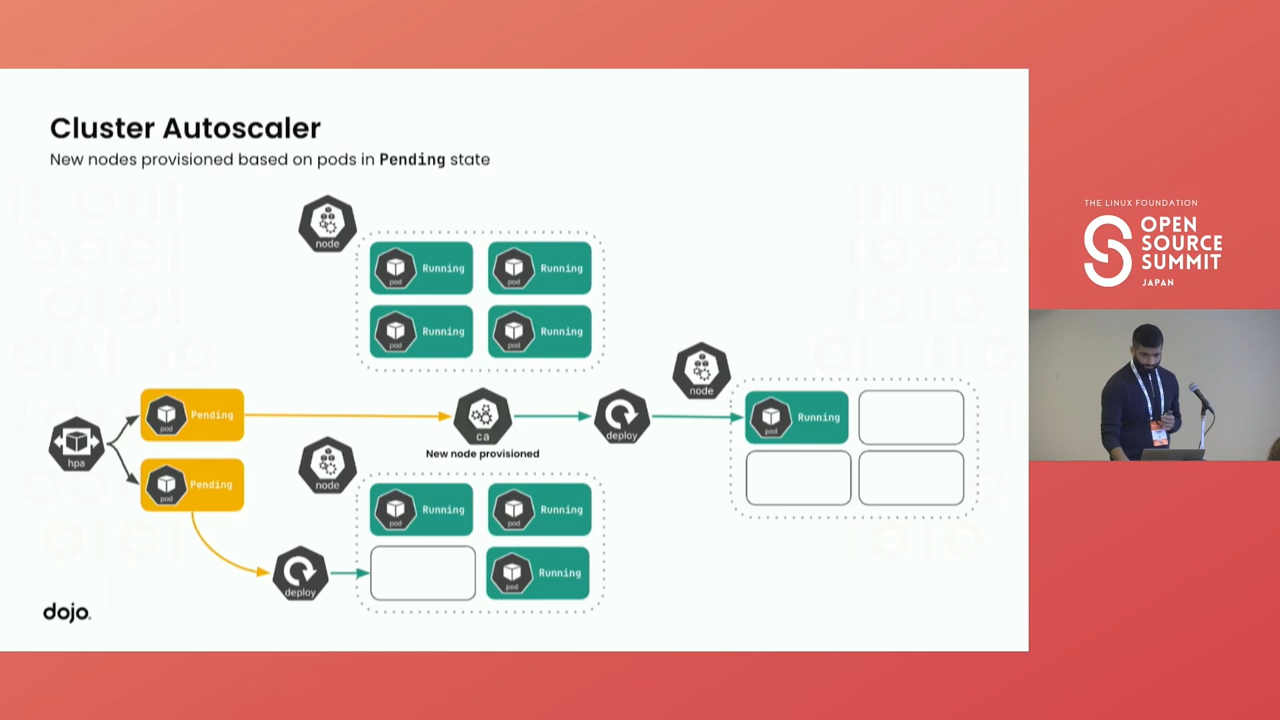 Cluster Autoscaler
New nodes provisioned based on pods in Pending state
node
pod
Running
pod
Running
pod
Running
pod
Running
hpa
pod
Pending
pod
Pending
ca
New node provisioned
deploy
node
pod
Running
node
pod
Running
pod
Running
pod
Running
deploy
dojo.
THE LINUX FOUNDATION
OPEN
SOURCE
SUMMIT
JAPAN